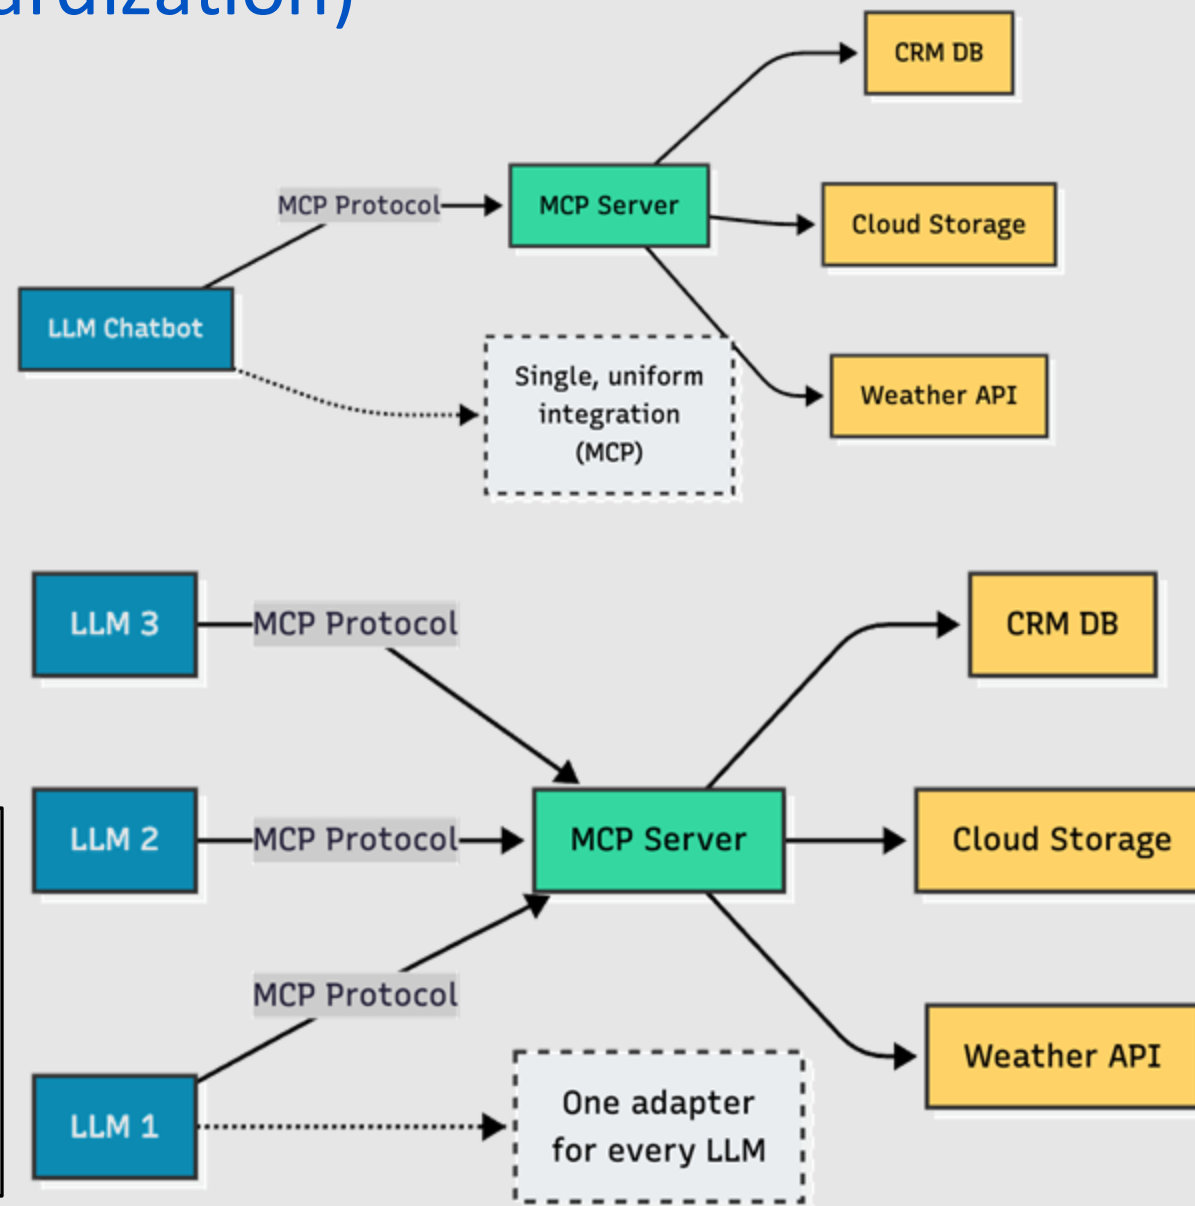 CRM DB
MCP Protocol
MCP Server
Cloud Storage
LLM Chatbot
Single, uniform
integration
(MCP)
Weather API
LLM 3
MCP Protocol
CRM DB
LLM 2
MCP Protocol
MCP Server
Cloud Storage
MCP Protocol
Weather API
LLM 1
One adapter
for every LLM